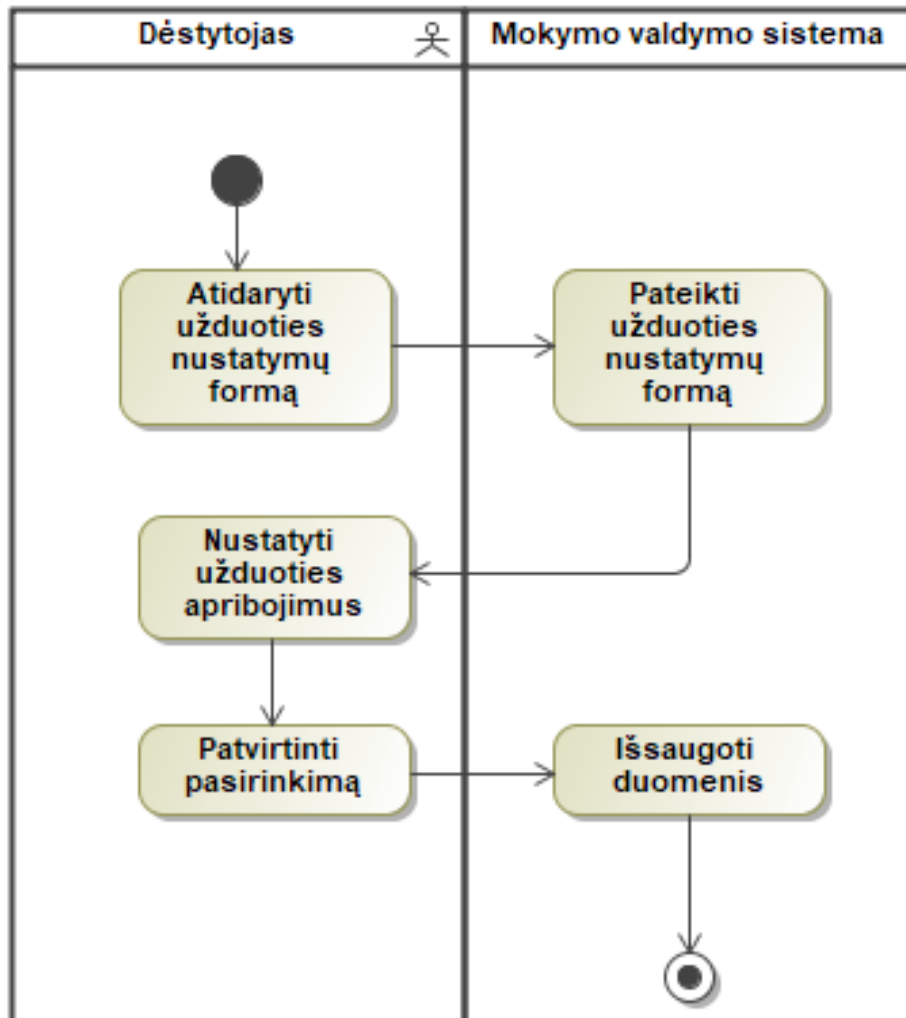 Dėstytojas
Mokymo valdymo sistema
Atidaryti
užduoties
nustatymų
formą
Pateikti
užduoties
nustatymų
formą
Nustatyti
užduoties
apribojimus
Patvirtinti
pasirinkimą
Išsaugoti
duomenis